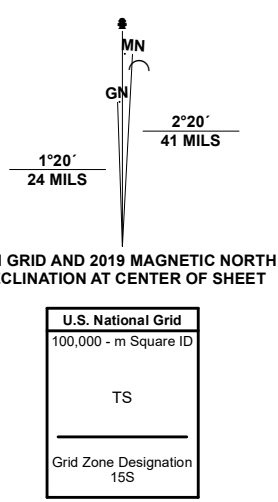 MN
GN
2°20´
41 MILS
1°20´
24 MILS
GRID AND 2019 MAGNETIC NORTH
CLINATION AT CENTER OF SHEET
U.S. National Grid
100,000 - m Square ID
TS
Grid Zone Designation
15S